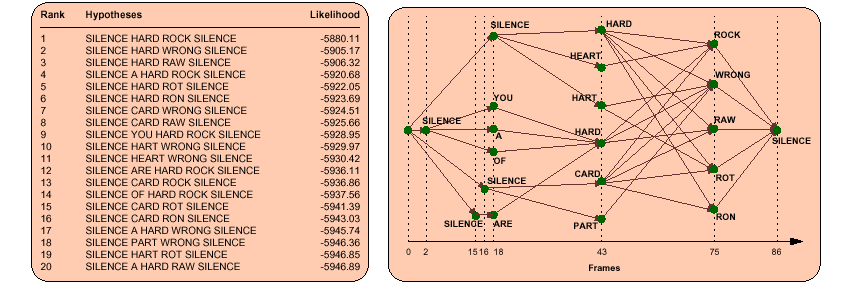 Rank Hypotheses Likelihood
1 SILENCE HARD ROCK SILENCE -5880.11
2 SILENCE HARD WRONG SILENCE -5905.17
3 SILENCE HARD RAW SILENCE -5906.32
4 SILENCE A HARD ROCK SILENCE -5920.68
5 SILENCE HARD ROT SILENCE -5922.05
6 SILENCE HARD RON SILENCE -5923.69
7 SILENCE CARD WRONG SILENCE -5924.51
8 SILENCE CARD RAW SILENCE -5925.66
9 SILENCE YOU HARD ROCK SILENCE -5928.95
10 SILENCE HART WRONG SILENCE -5929.97
11 SILENCE HEART WRONG SILENCE -5930.42
12 SILENCE ARE HARD ROCK SILENCE -5936.11
13 SILENCE CARD ROCK SILENCE -5936.86
14 SILENCE OF HARD ROCK SILENCE -5937.56
15 SILENCE CARD ROT SILENCE -5941.39
16 SILENCE CARD RON SILENCE -5943.03
17 SILENCE A HARD WRONG SILENCE -5945.74
18 SILENCE PART WRONG SILENCE -5946.36
19 SILENCE HART ROT SILENCE -5946.85
20 SILENCE A HARD RAW SILENCE -5946.89
SILENCE HARD
ROCK
HEART
WRONG
YOU HART
SILENCE RAW
A HARD SILENCE
OF
SILENCE CARD ROT
SILENCE ARE PART RON
0 2 15 16 18 43 75 86
Frames